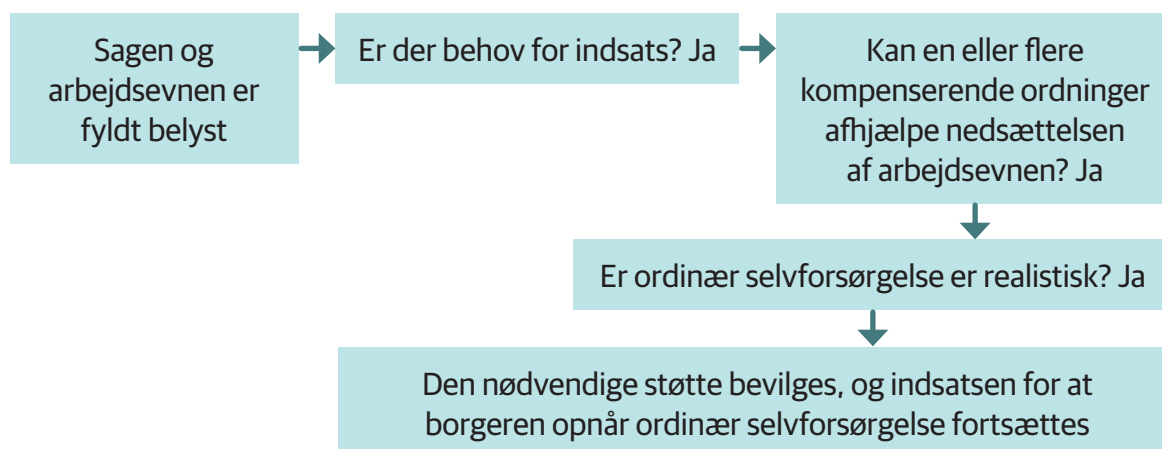 Sagen og
arbejdsevnen er
fyldt belyst
Er der behov for indsats? Ja
Kan en eller flere
kompenserende ordninger
afhjælpe nedsættelsen
af arbejdsevnen? Ja
Er ordinær selvforsørgelse er realistisk? Ja
Den nødvendige støtte bevilges, og indsatsen for at
borgeren opnår ordinær selvforsørgelse fortsættes